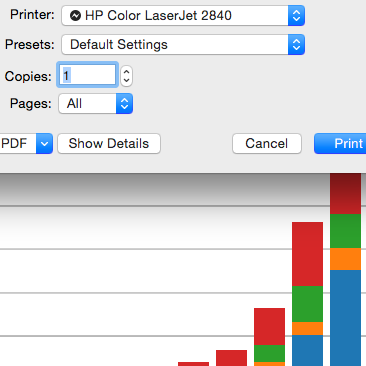 Printer: HP Color LaserJet 2840
Presets: Default Settings
Copies: 1
Pages: All
PDF Show Details Cancel Print